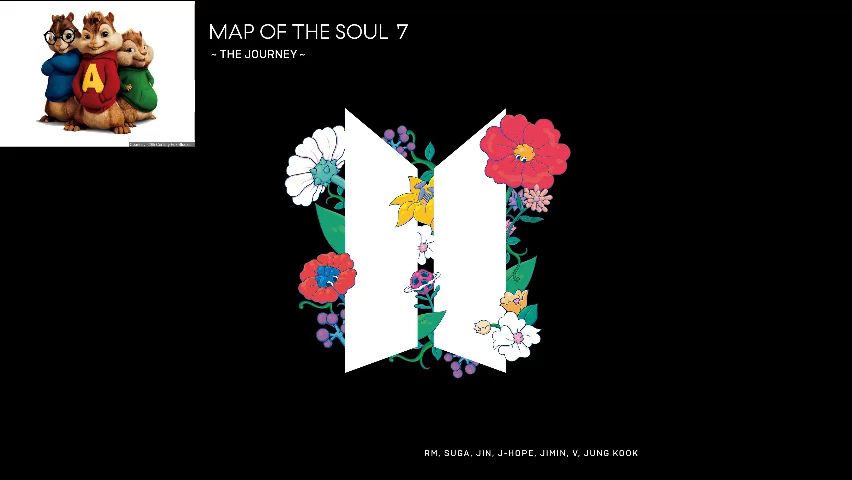 MAP OF THE SOUL 7
~ THE JOURNEY ~
A
RM, SUGA, JIN, J-HOPE, JIMIN, V, JUNG KOOK